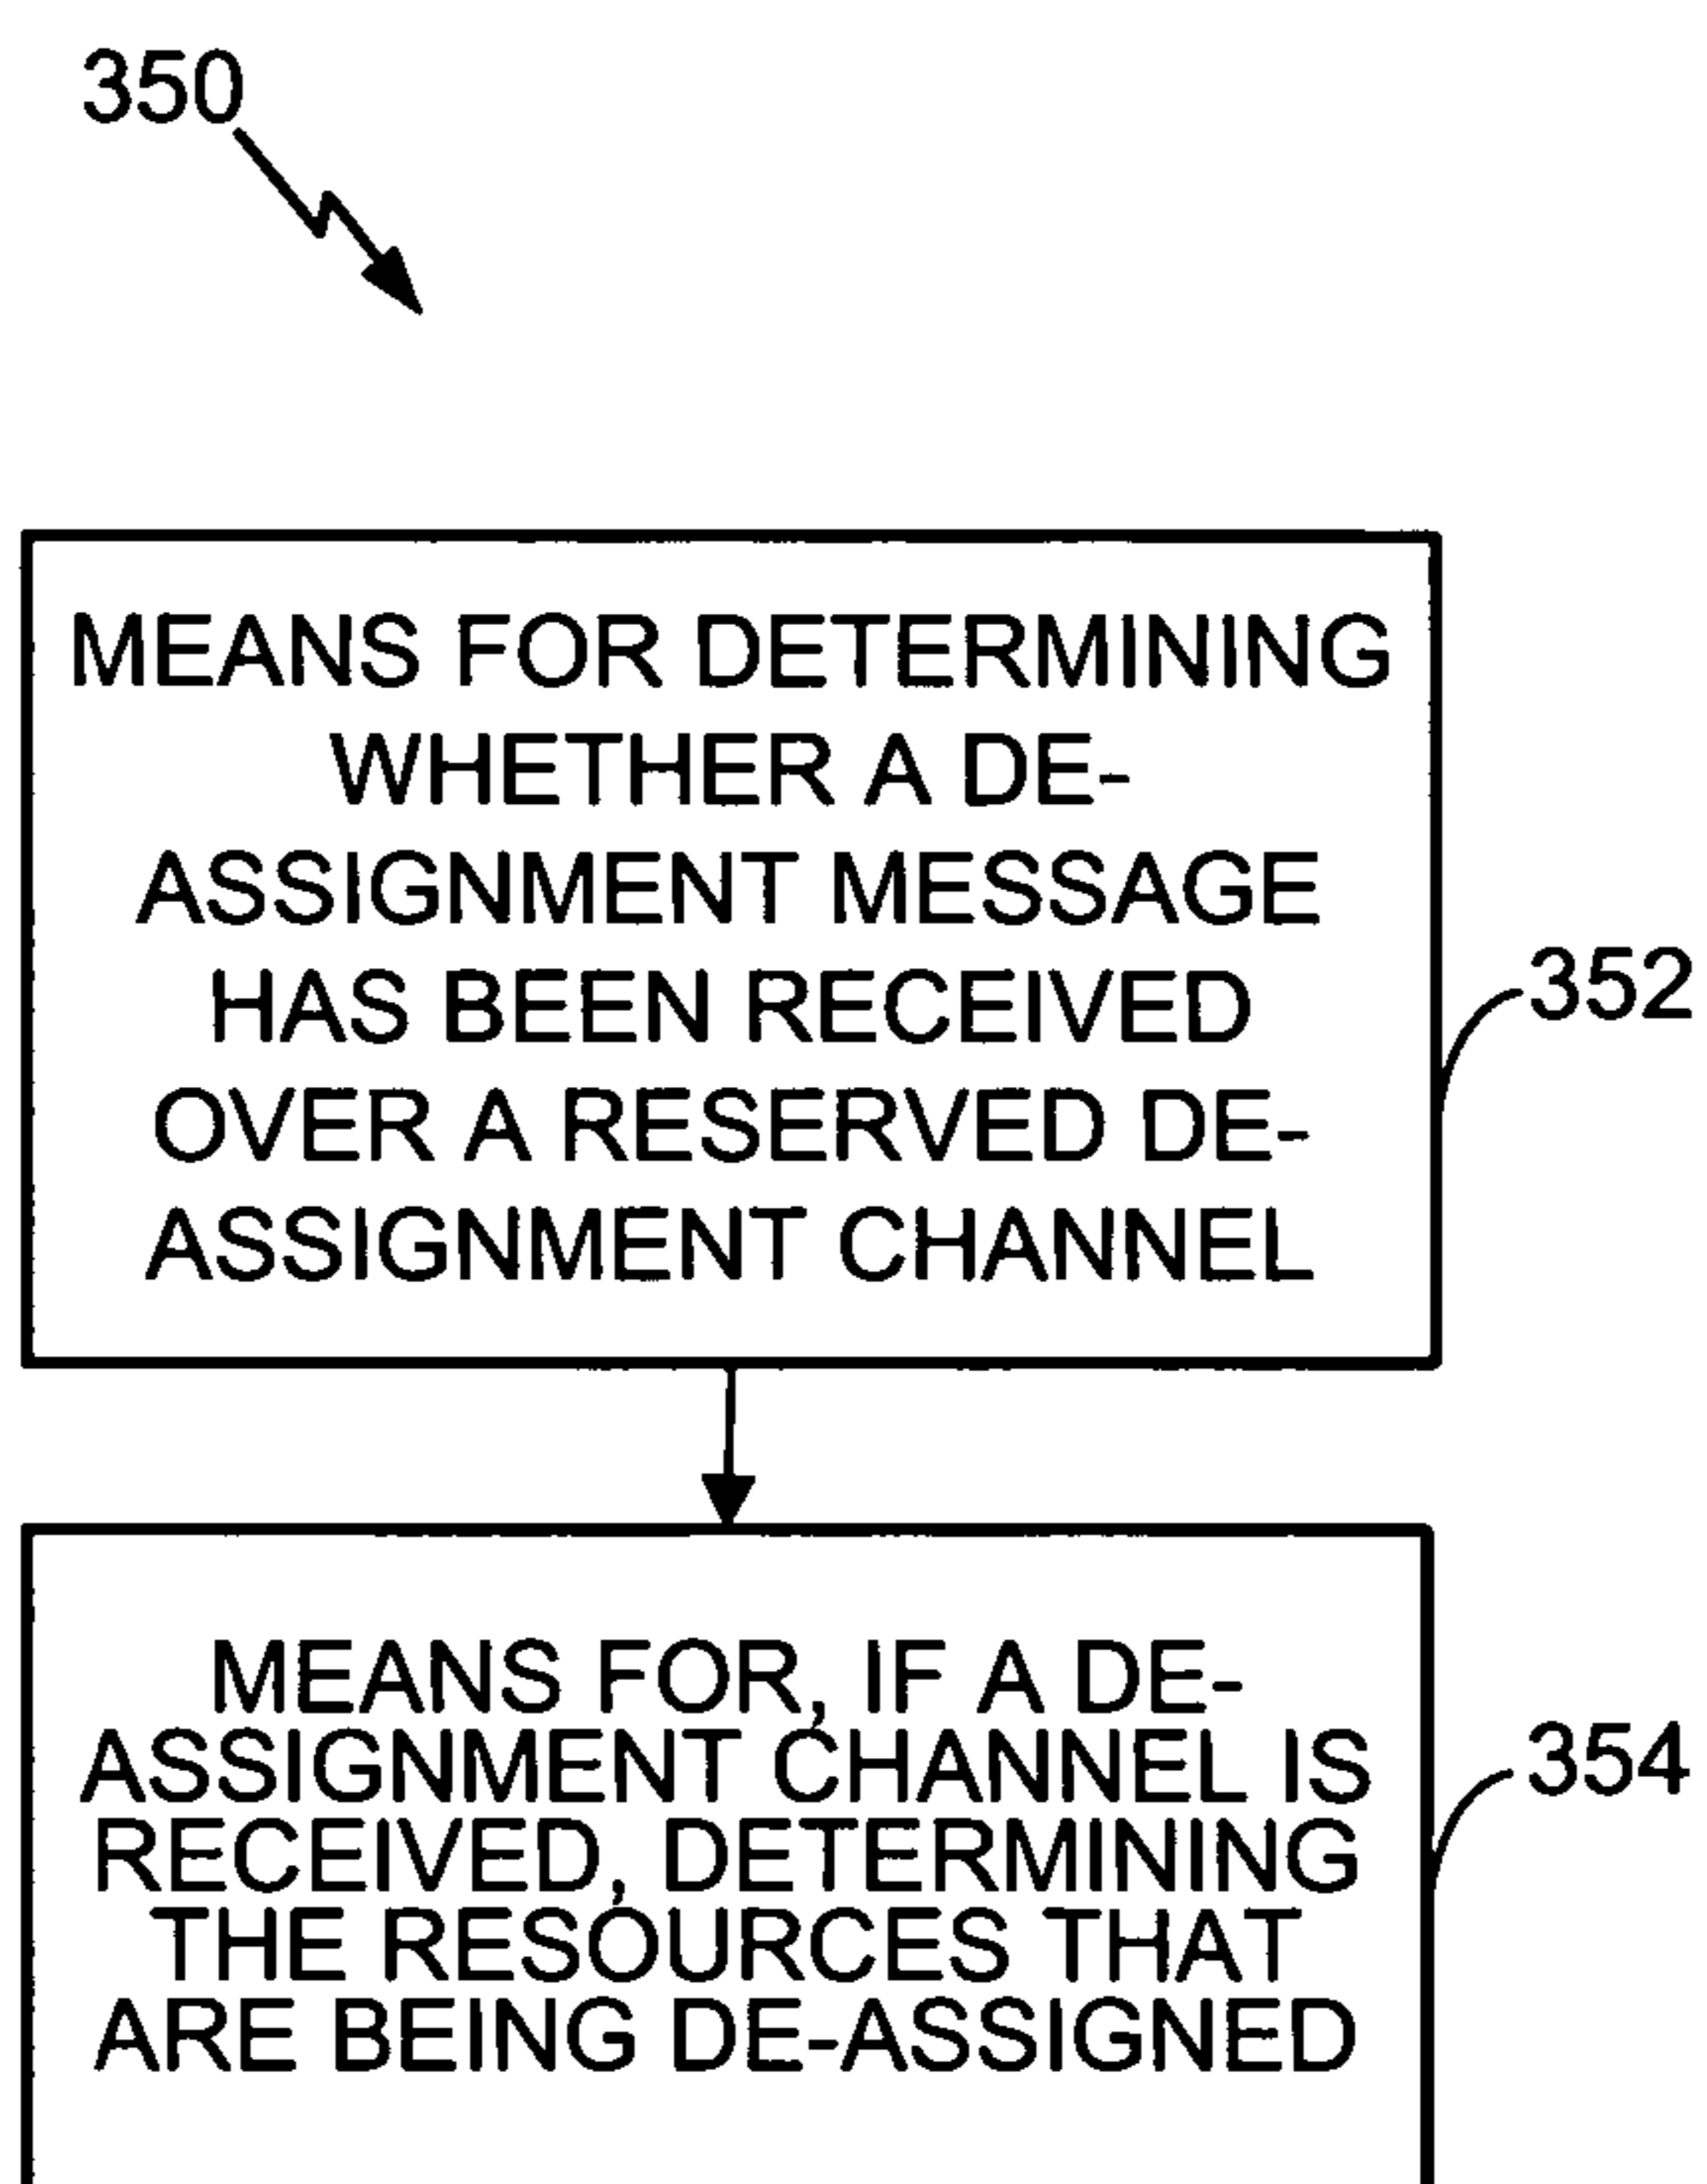 350
MEANS FOR DETERMINING
WHETHER A DE-
ASSIGNMENT MESSAGE
HAS BEEN RECEIVED
OVER A RESERVED DE-
ASSIGNMENT CHANNEL
352
MEANS FOR, IF A DE-
ASSIGNMENT CHANNEL IS
RECEIVED, DETERMINING
THE RESOURCES THAT
ARE BEING DE-ASSIGNED
354